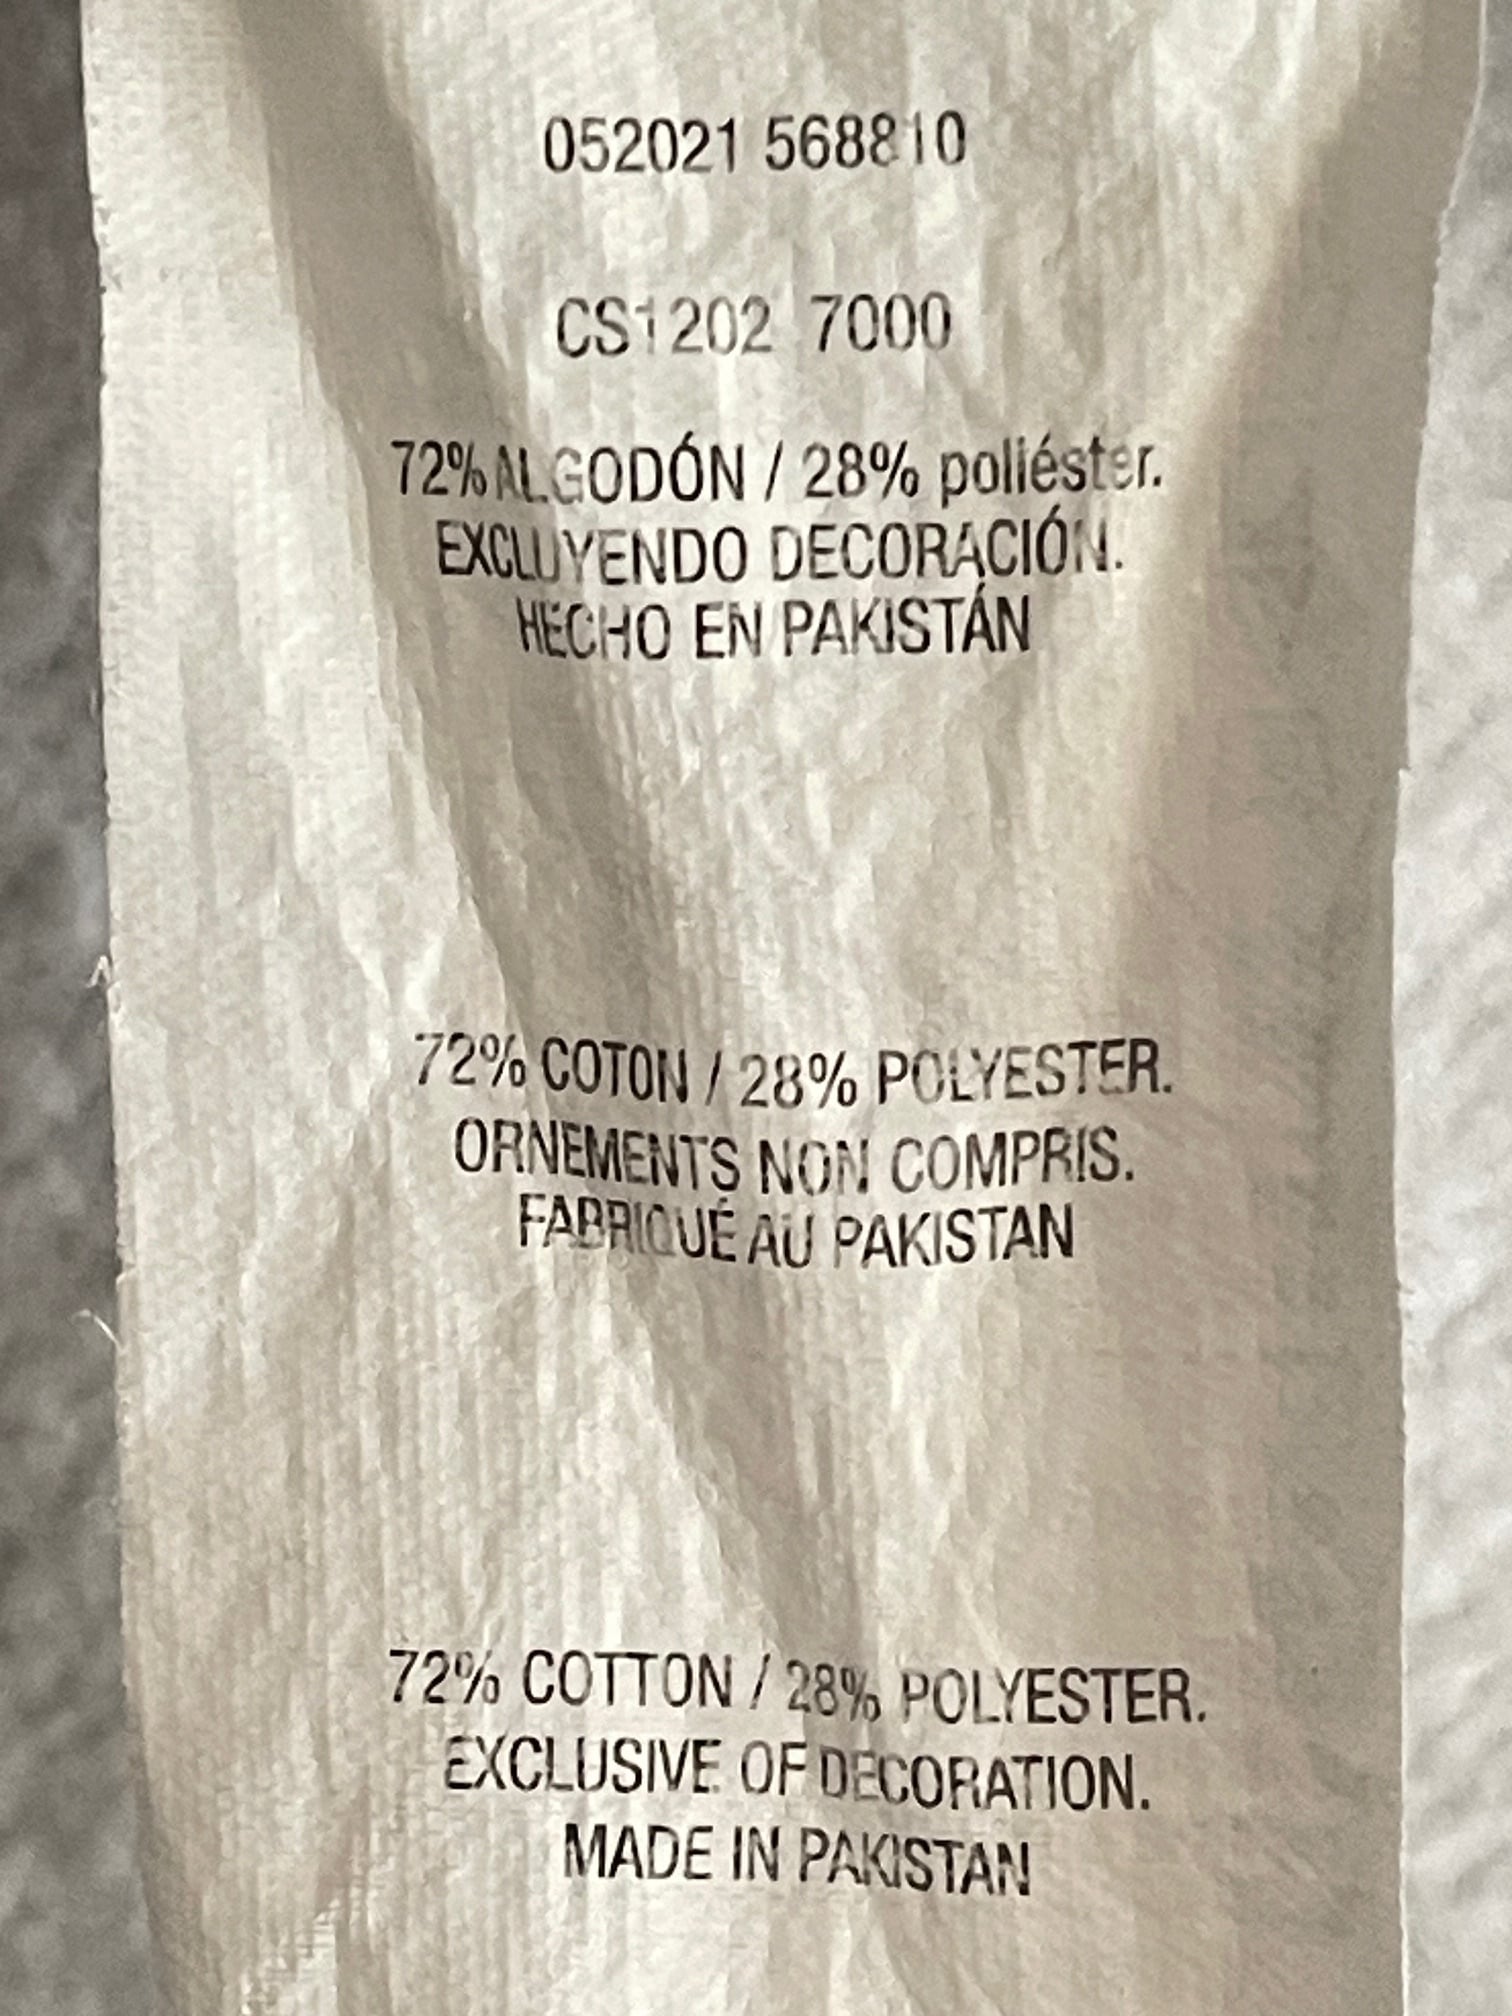 052021 568810
CS1202 7000
72% ALGODÓN / 28% poliéster.
EXCLUYENDO DECORACIÓN.
HECHO EN PAKISTÁN
72% COTON / 28% POLYESTER.
ORNEMENTS NON COMPRIS.
FABRIQUÉ AU PAKISTAN
72% COTTON / 28% POLYESTER.
EXCLUSIVE OF DECORATION.
MADE IN PAKISTAN